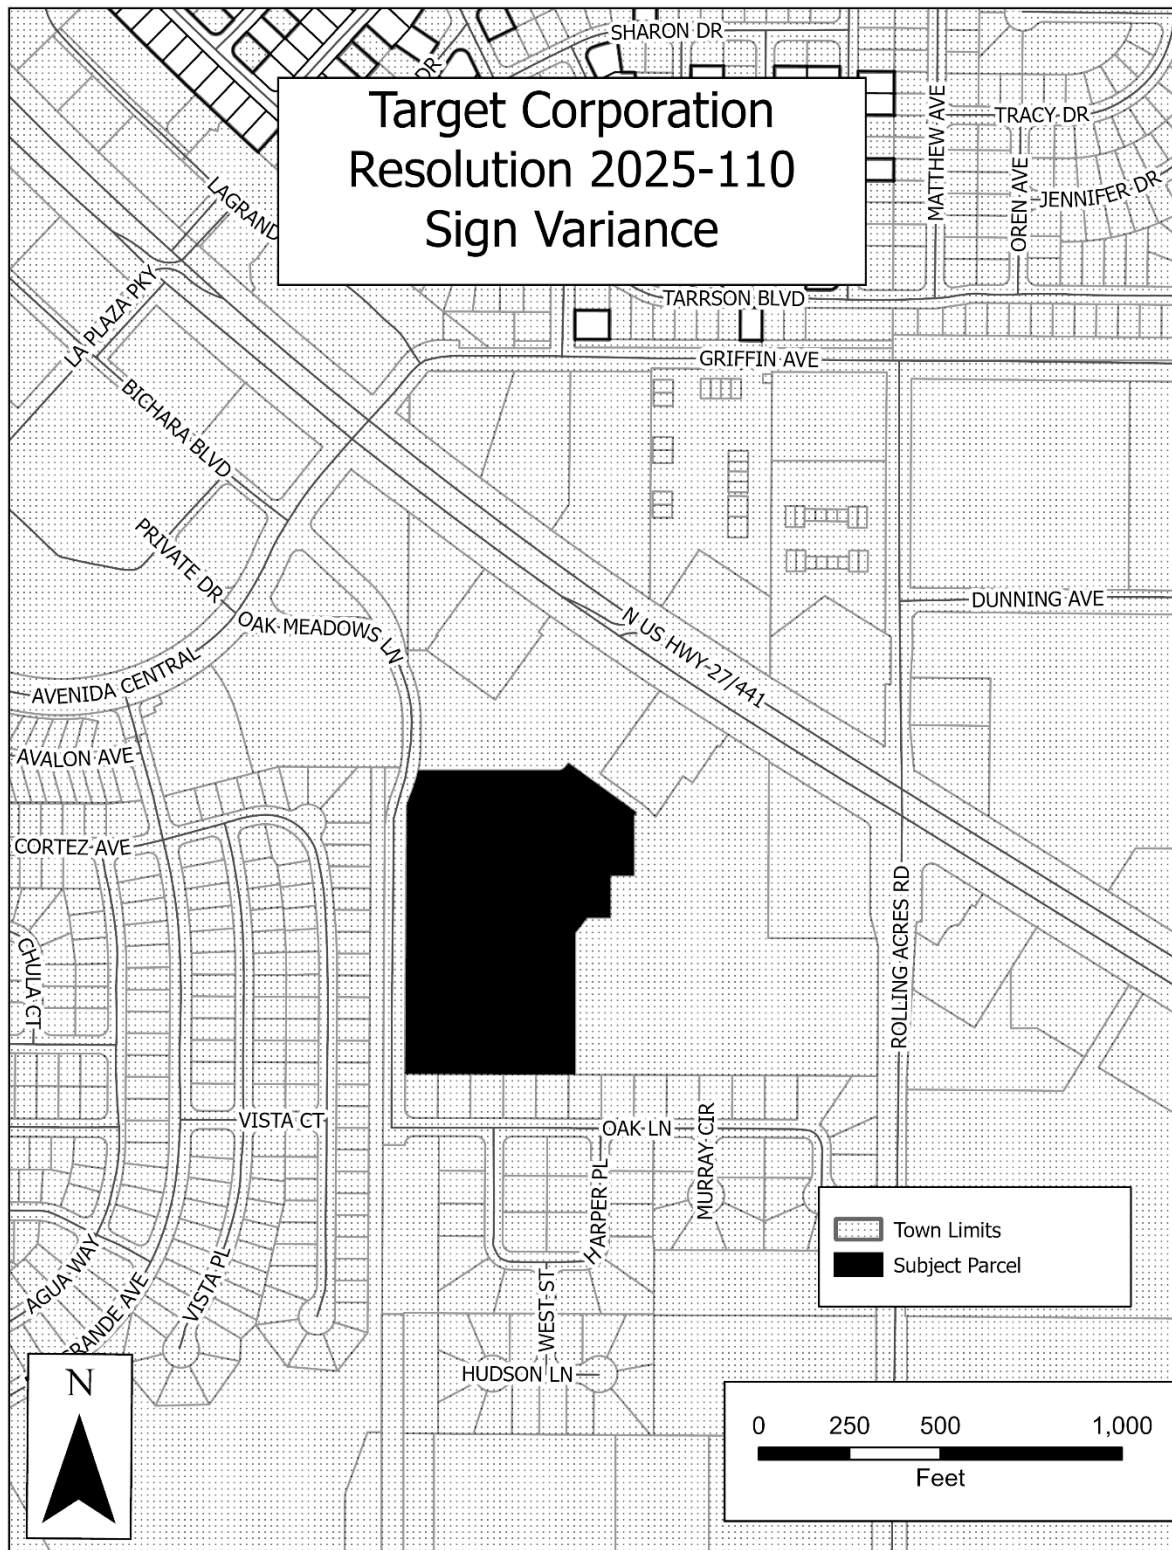 SHARON DR
DR
Target Corporation
Resolution 2025-110
Sign Variance
MATTHEW AVE
TRACY DR
OREN AVE
JENNIFER DR
LAGRAND
LA PLAZA PKY
TARRSON BLVD
GRIFFIN AVE
BICHARA BLVD
PRIVATE DR
OAK MEADOWS LN
N US HWY-27/441
DUNNING AVE
AVENIDA CENTRAL
AVALON AVE
CORTEZ AVE
CHULA CT
ROLLING ACRES RD
VISTA CT
OAK LN
MURRAY CIR
HARPER PL
AGUA WAY
GRANDE AVE
VISTA PL
WEST ST
HUDSON LN
Town Limits
Subject Parcel
N
0 250 500 1,000
Feet